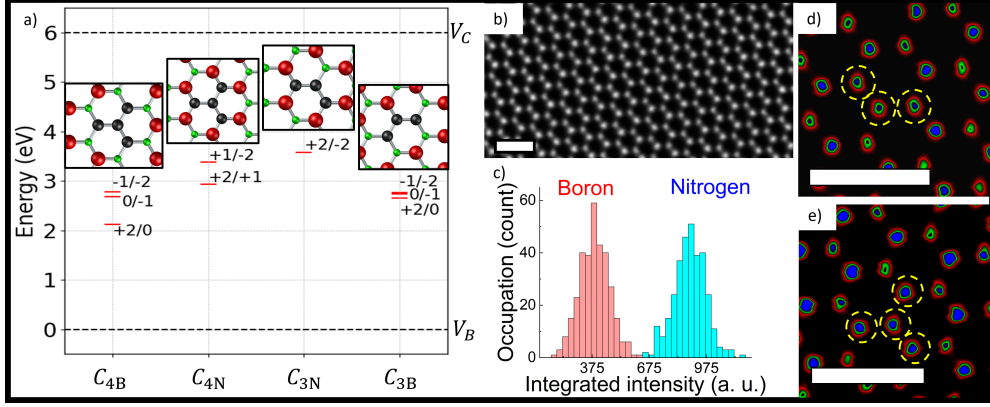 a)
Energy (eV)
6
5
4
3
2
1
0
V_C
V_B
-1/-2
0/-1
+2/0
+1/-2
+2/+1
+2/-2
-1/-2
0/-1
+2/0
C_4B
C_4N
C_3N
C_3B
b)
c)
Boron
Nitrogen
Occupation (count)
60
30
0
375
675
975
Integrated intensity (a. u.)
d)
e)